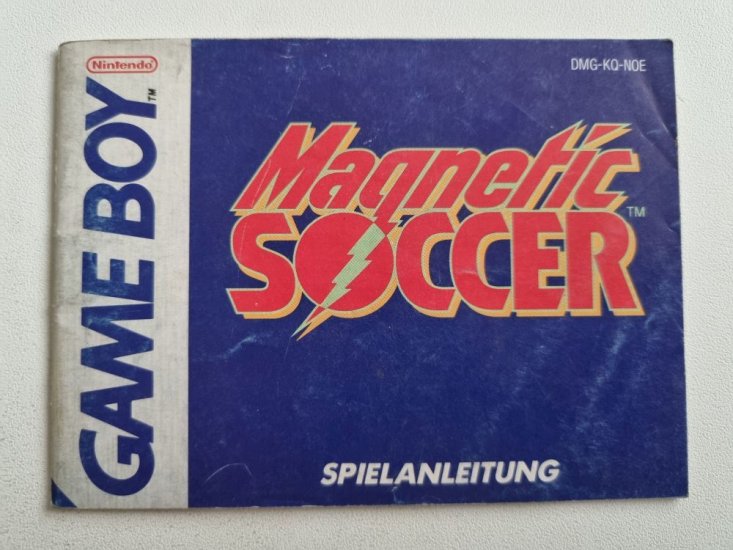 Nintendo
GAME BOY™
DMG-KQ-NOE
Magnetic
SOCCER™
SPIELANLEITUNG